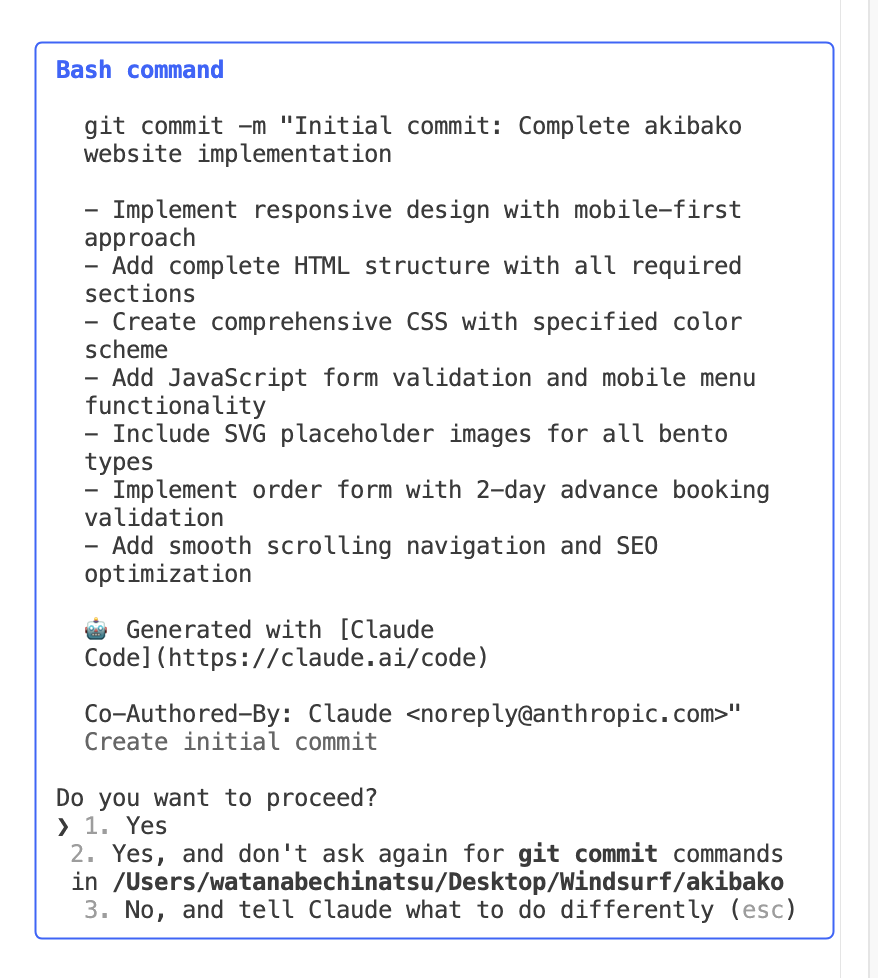 Bash command
git commit -m "Initial commit: Complete akibako
website implementation
- Implement responsive design with mobile-first
approach
- Add complete HTML structure with all required
sections
- Create comprehensive CSS with specified color
scheme
- Add JavaScript form validation and mobile menu
functionality
- Include SVG placeholder images for all bento
types
- Implement order form with 2-day advance booking
validation
- Add smooth scrolling navigation and SEO
optimization
🤖 Generated with [Claude
Code](https://claude.ai/code)
Co-Authored-By: Claude <noreply@anthropic.com>"
Create initial commit
Do you want to proceed?
❯ 1. Yes
2. Yes, and don't ask again for git commit commands
in /Users/watanabechinatsu/Desktop/Windsurf/akibako
3. No, and tell Claude what to do differently (esc)